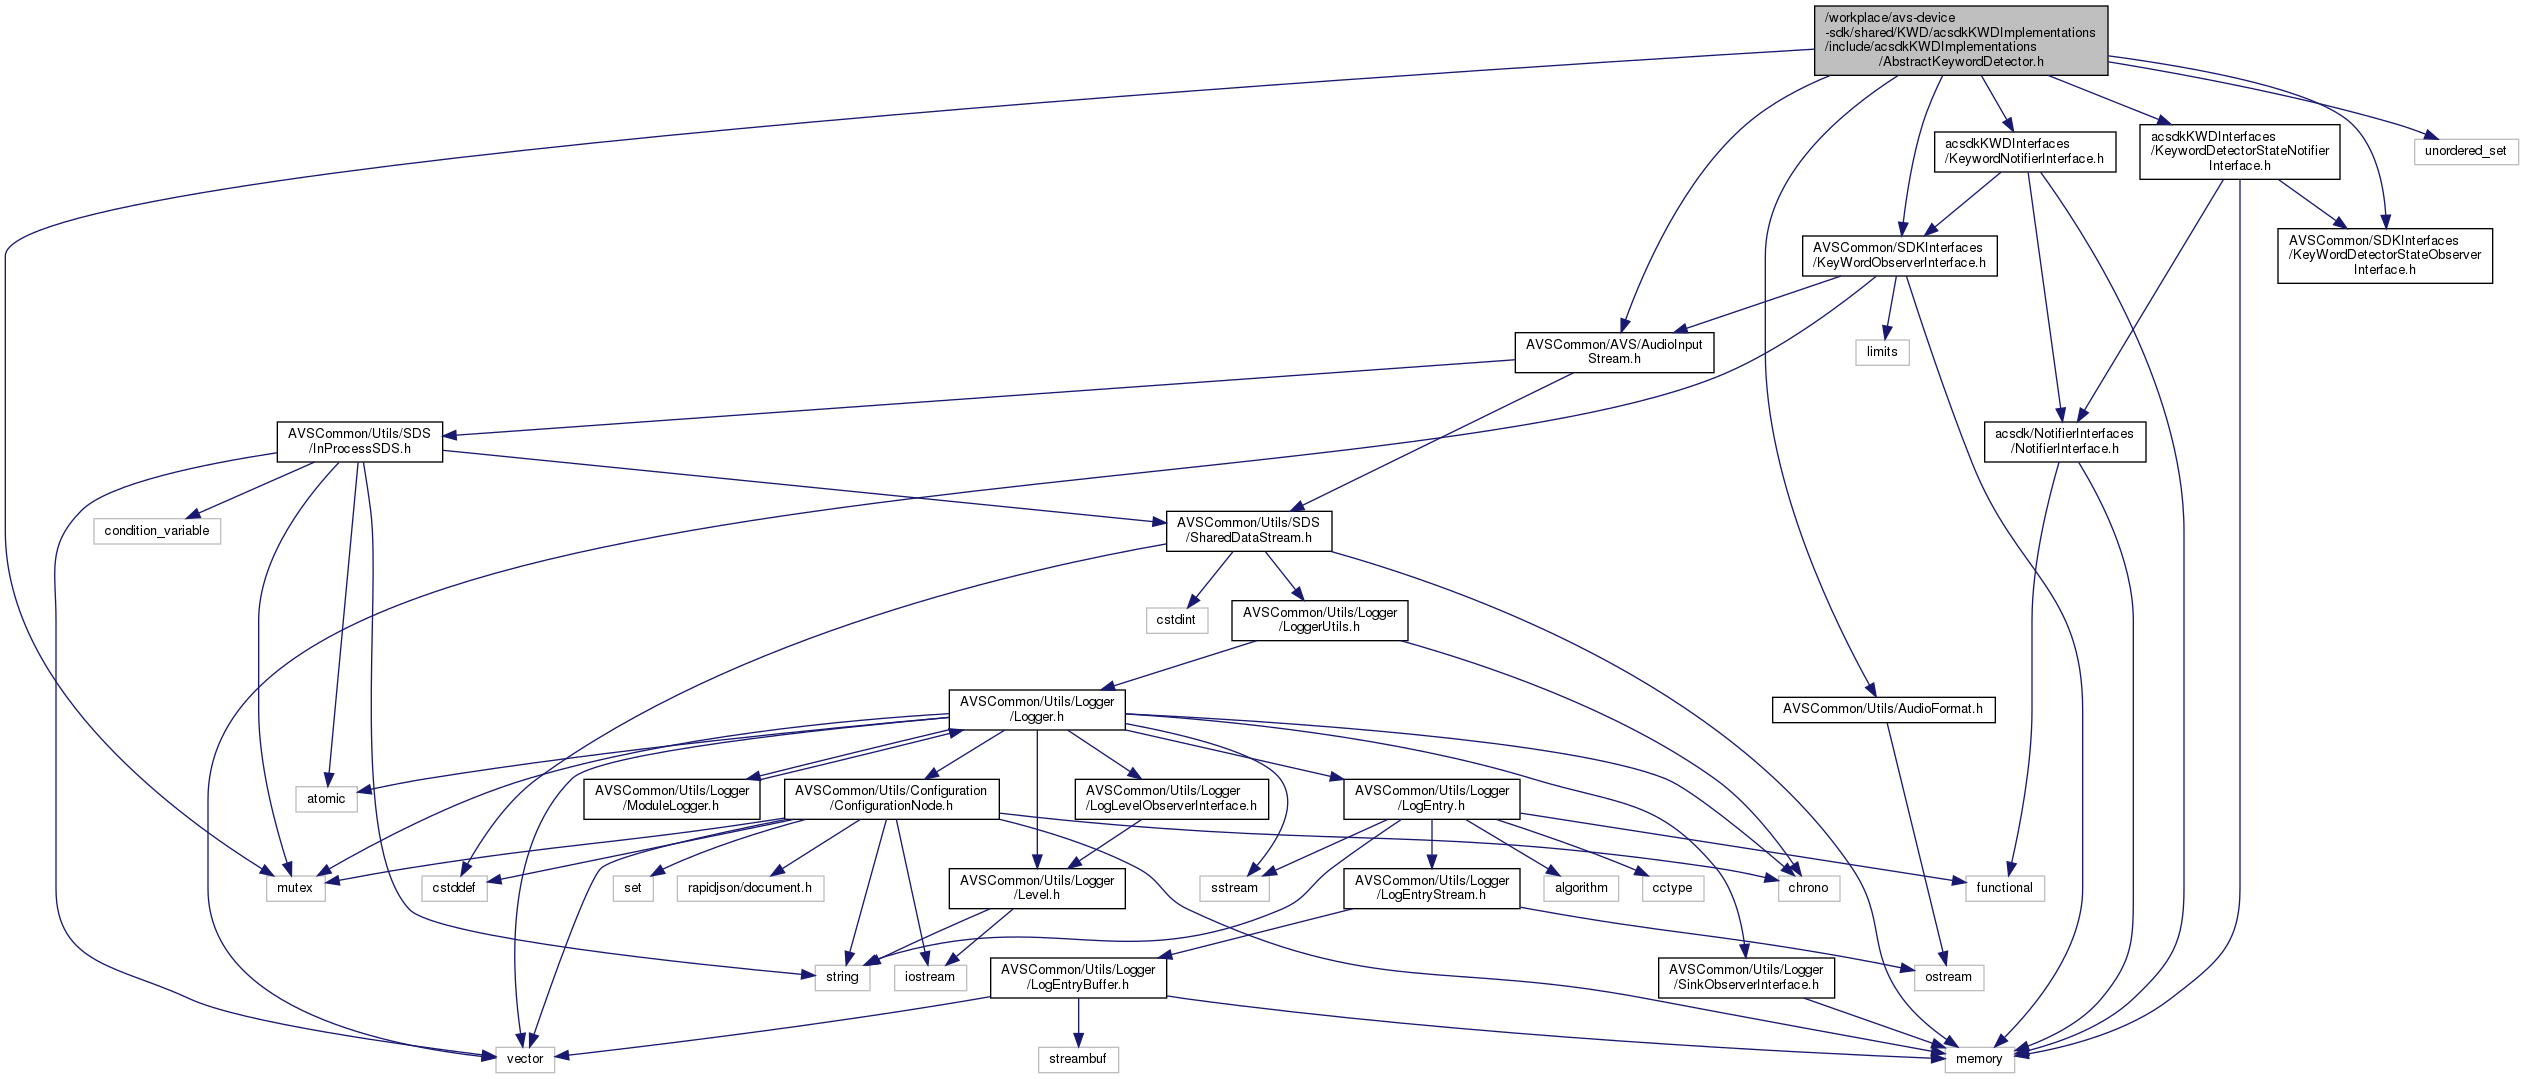 /workplace/avs-device
-sdk/shared/KWD/acsdkKWDImplementations
/include/acsdkKWDImplementations
/AbstractKeywordDetector.h
acsdkKWDInterfaces
/KeywordNotifierInterface.h
acsdkKWDInterfaces
/KeywordDetectorStateNotifier
Interface.h
unordered_set
AVSCommon/SDKInterfaces
/KeyWordObserverInterface.h
AVSCommon/SDKInterfaces
/KeyWordDetectorStateObserver
Interface.h
AVSCommon/AVS/AudioInput
Stream.h
limits
AVSCommon/Utils/SDS
/InProcessSDS.h
acsdk/NotifierInterfaces
/NotifierInterface.h
condition_variable
AVSCommon/Utils/SDS
/SharedDataStream.h
cstdint
AVSCommon/Utils/Logger
/LoggerUtils.h
AVSCommon/Utils/Logger
/Logger.h
AVSCommon/Utils/AudioFormat.h
atomic
AVSCommon/Utils/Logger
/ModuleLogger.h
AVSCommon/Utils/Configuration
/ConfigurationNode.h
AVSCommon/Utils/Logger
/LogLevelObserverInterface.h
AVSCommon/Utils/Logger
/LogEntry.h
mutex
cstddef
set
rapidjson/document.h
AVSCommon/Utils/Logger
/Level.h
sstream
AVSCommon/Utils/Logger
/LogEntryStream.h
algorithm
cctype
chrono
functional
string
iostream
AVSCommon/Utils/Logger
/LogEntryBuffer.h
AVSCommon/Utils/Logger
/SinkObserverInterface.h
ostream
vector
streambuf
memory